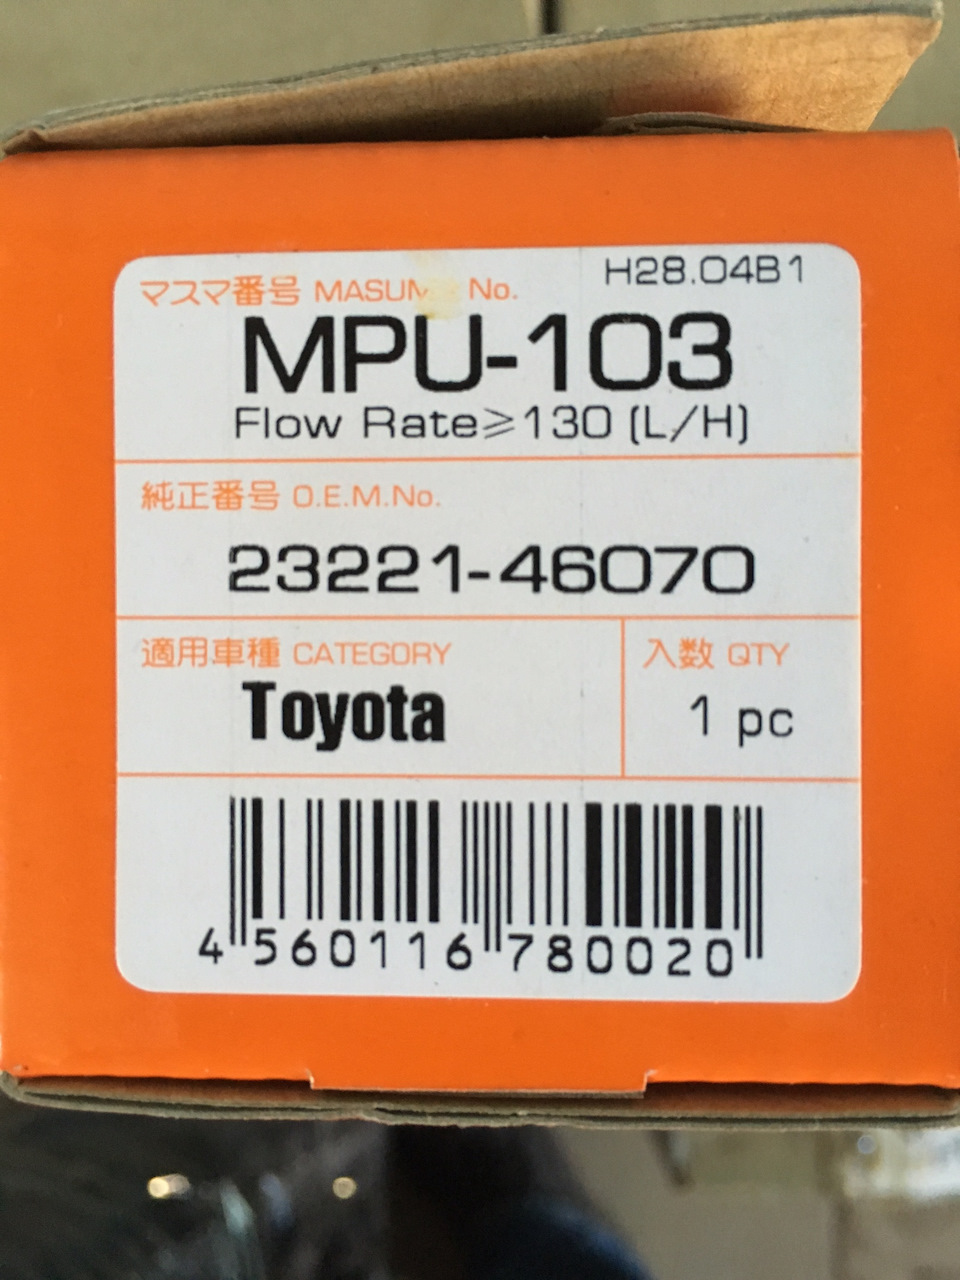 H28.04B1
マスマ番号 MASUM No.
MPU-103
Flow Rate≥130 (L/H)
純正番号 O.E.M.No.
23221-46070
適用車種 CATEGORY
Toyota
入数 QTY
1 pc
4 560116 780020